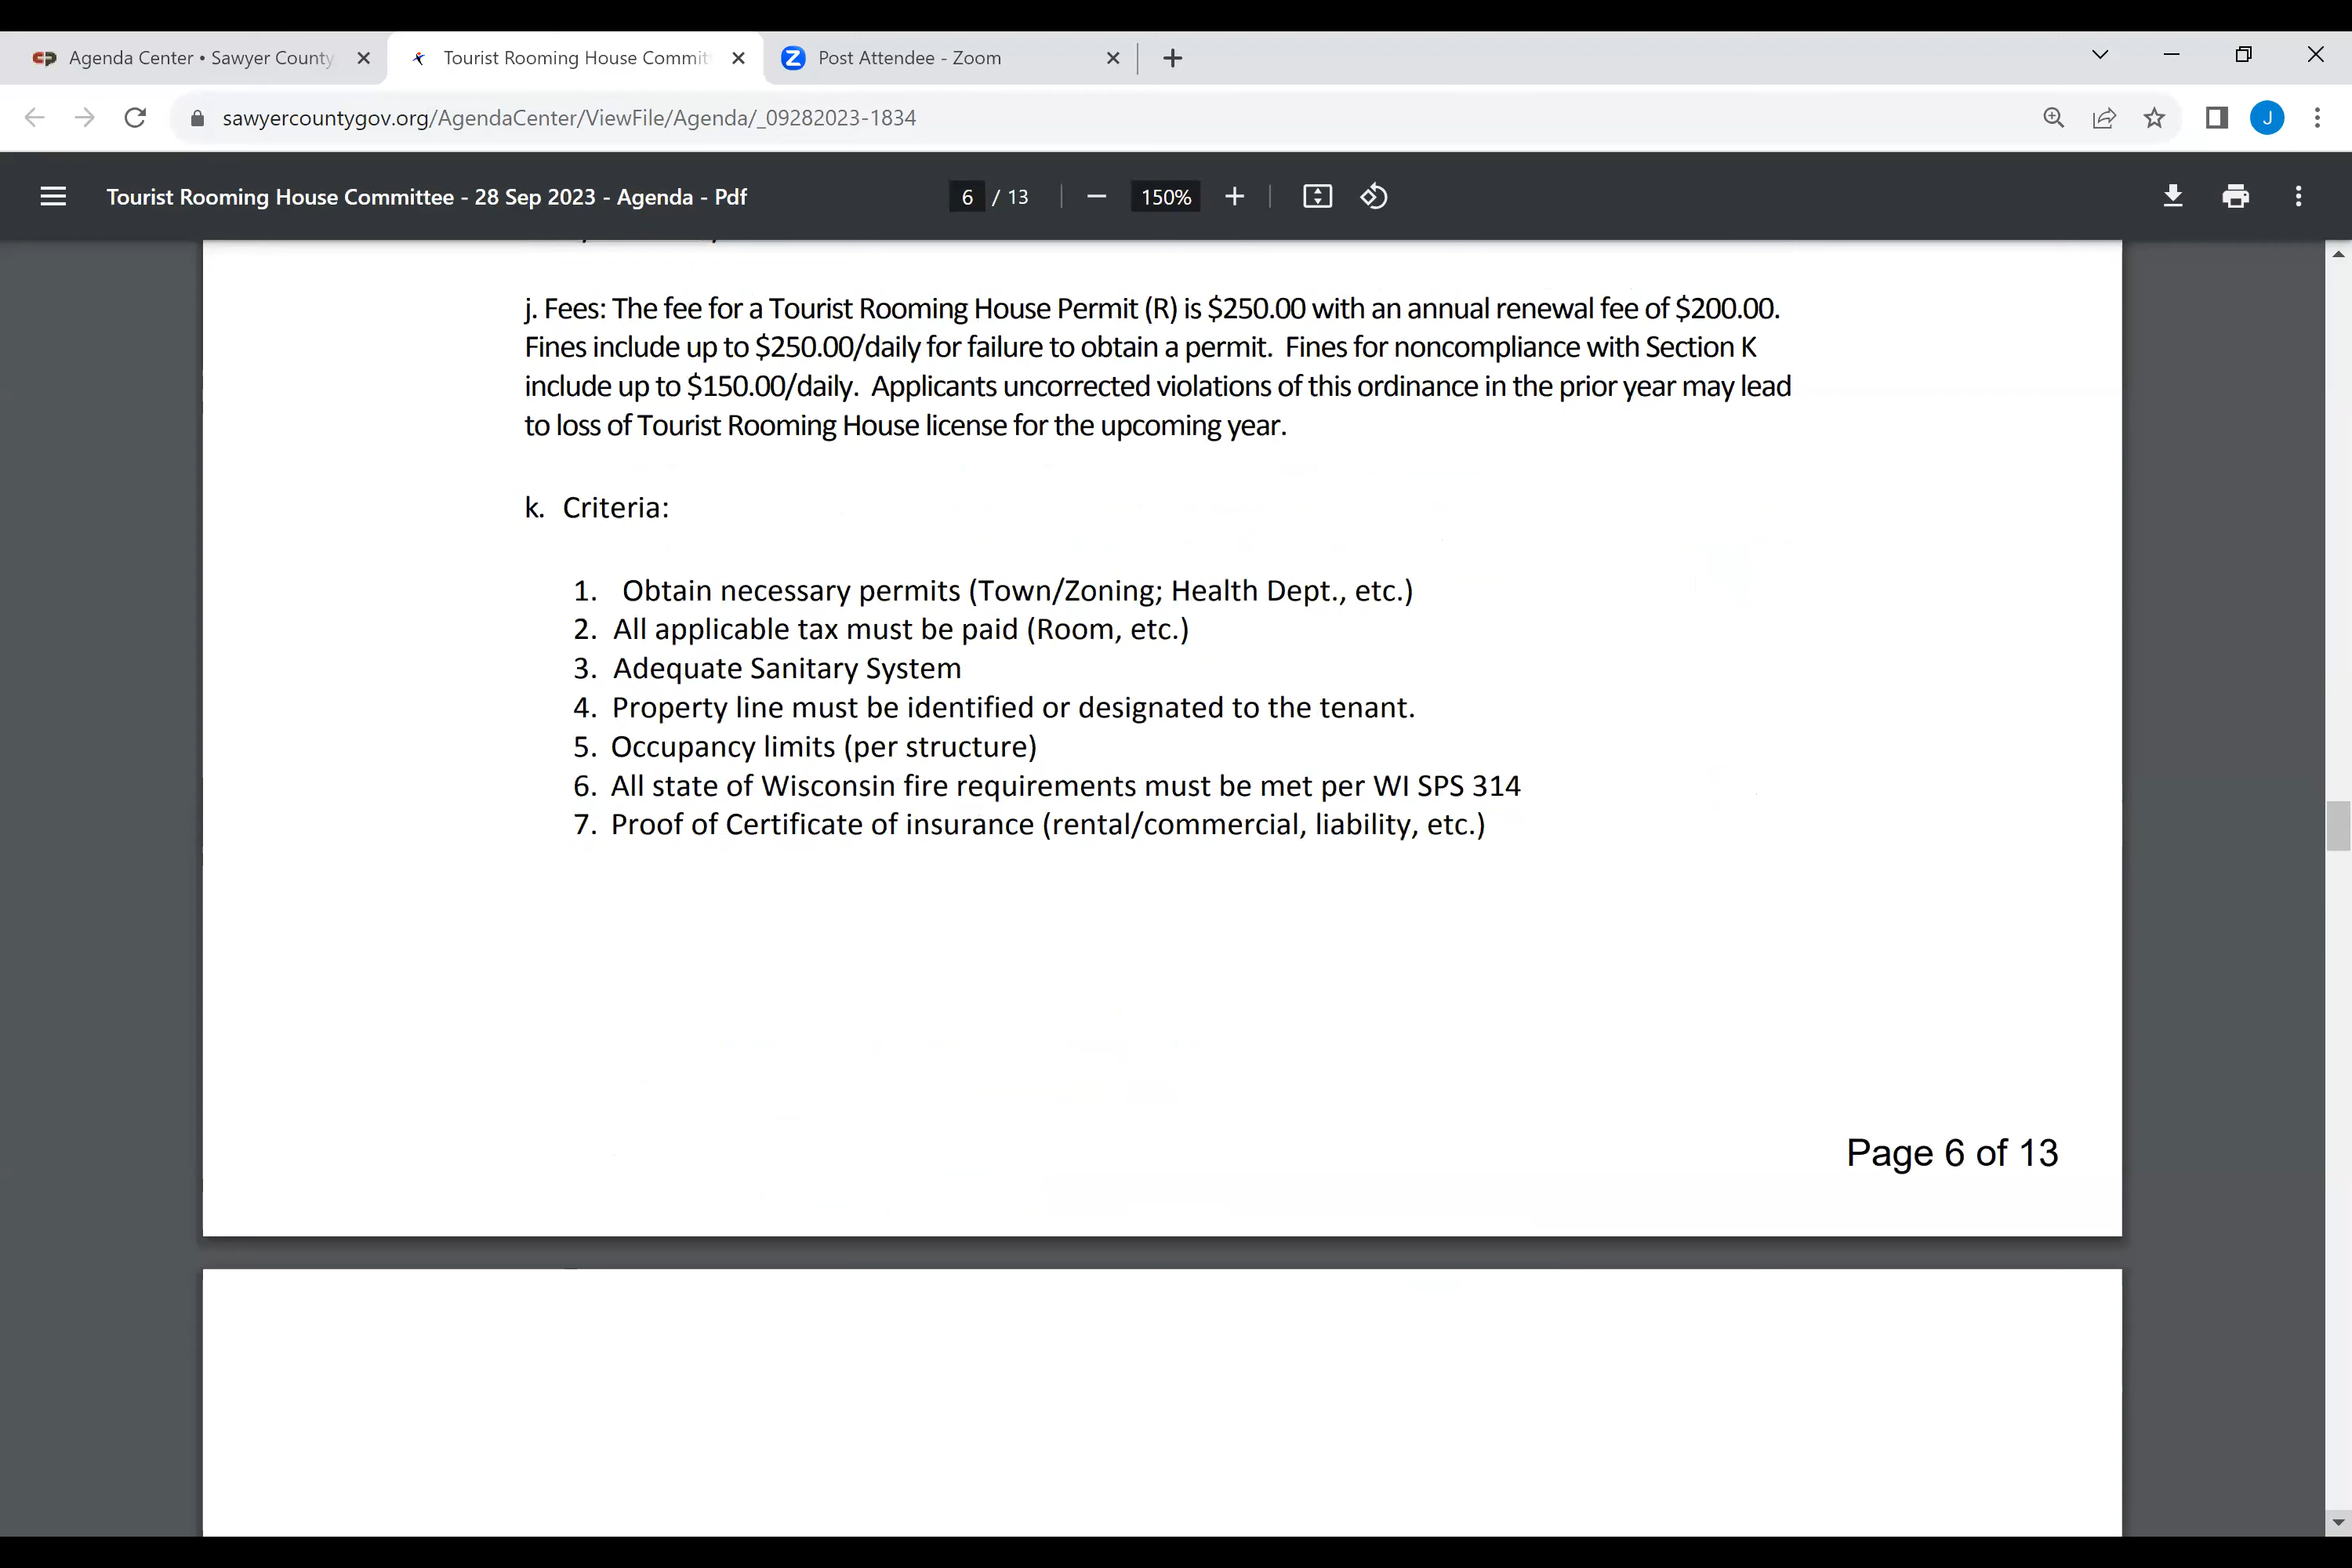 Agenda Center • Sawyer County
Tourist Rooming House Commit
Post Attendee - Zoom
sawyercountygov.org/AgendaCenter/ViewFile/Agenda/_09282023-1834
J
Tourist Rooming House Committee - 28 Sep 2023 - Agenda - Pdf
6 / 13
150%
j. Fees: The fee for a Tourist Rooming House Permit (R) is $250.00 with an annual renewal fee of $200.00.
Fines include up to $250.00/daily for failure to obtain a permit. Fines for noncompliance with Section K
include up to $150.00/daily. Applicants uncorrected violations of this ordinance in the prior year may lead
to loss of Tourist Rooming House license for the upcoming year.
k. Criteria:
1. Obtain necessary permits (Town/Zoning; Health Dept., etc.)
2. All applicable tax must be paid (Room, etc.)
3. Adequate Sanitary System
4. Property line must be identified or designated to the tenant.
5. Occupancy limits (per structure)
6. All state of Wisconsin fire requirements must be met per WI SPS 314
7. Proof of Certificate of insurance (rental/commercial, liability, etc.)
Page 6 of 13